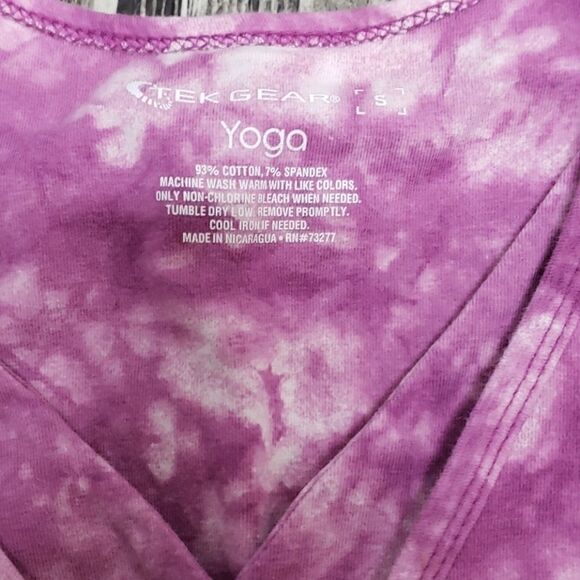 TEK GEAR® S
Yoga
93% COTTON, 7% SPANDEX
MACHINE WASH WARM WITH LIKE COLORS.
ONLY NON-CHLORINE BLEACH WHEN NEEDED.
TUMBLE DRY LOW. REMOVE PROMPTLY.
COOL IRON IF NEEDED.
MADE IN NICARAGUA • RN#73277